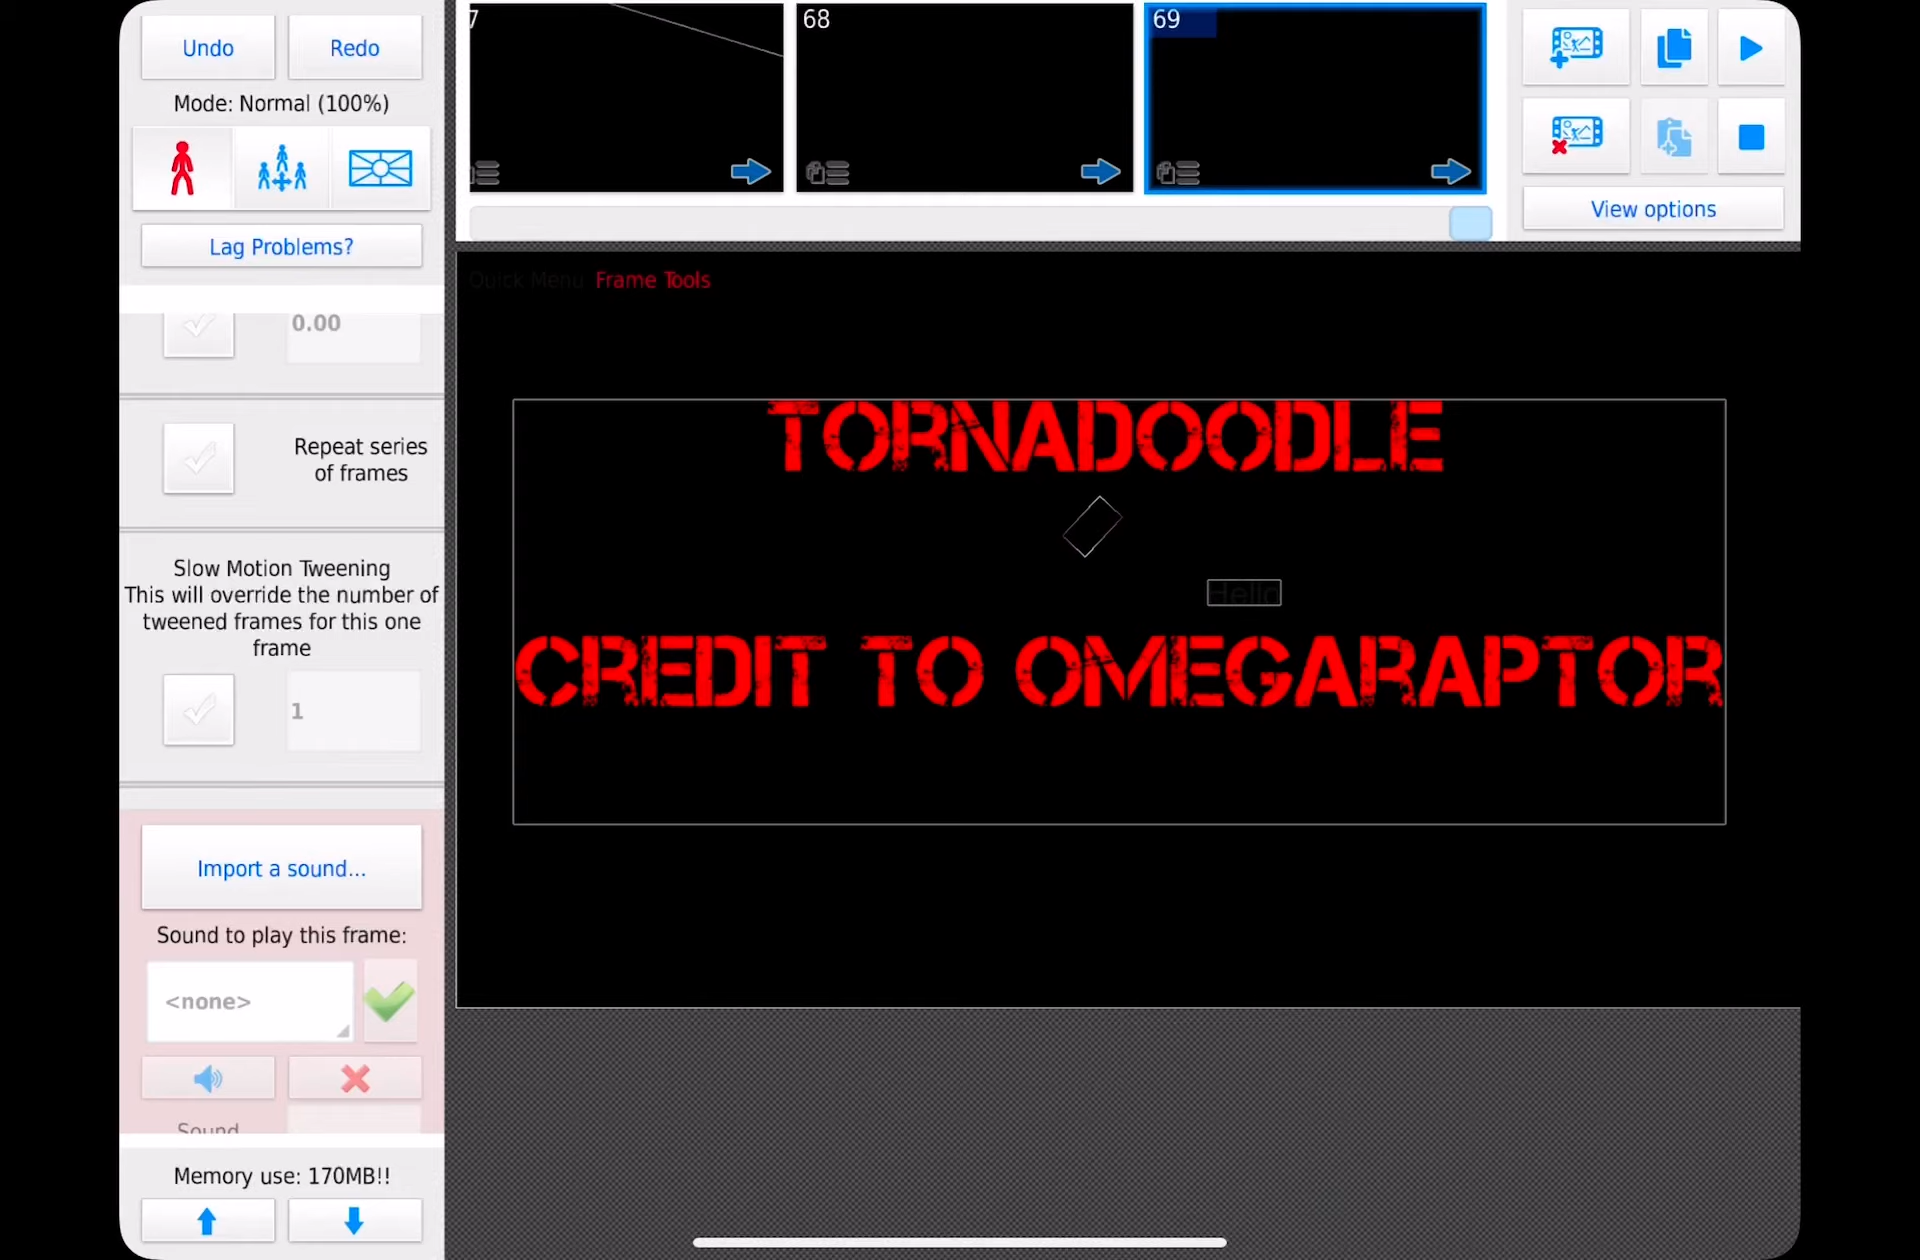 Undo
Redo
Mode: Normal (100%)
Lag Problems?
0.00
Repeat series
of frames
Slow Motion Tweening
This will override the number of
tweened frames for this one
frame
1
Import a sound...
Sound to play this frame:
<none>
Sound
Memory use: 170MB!!
7
68
69
View options
Quick Menu
Frame Tools
TORNADOODLE
Hello
CREDIT TO OMEGARAPTOR